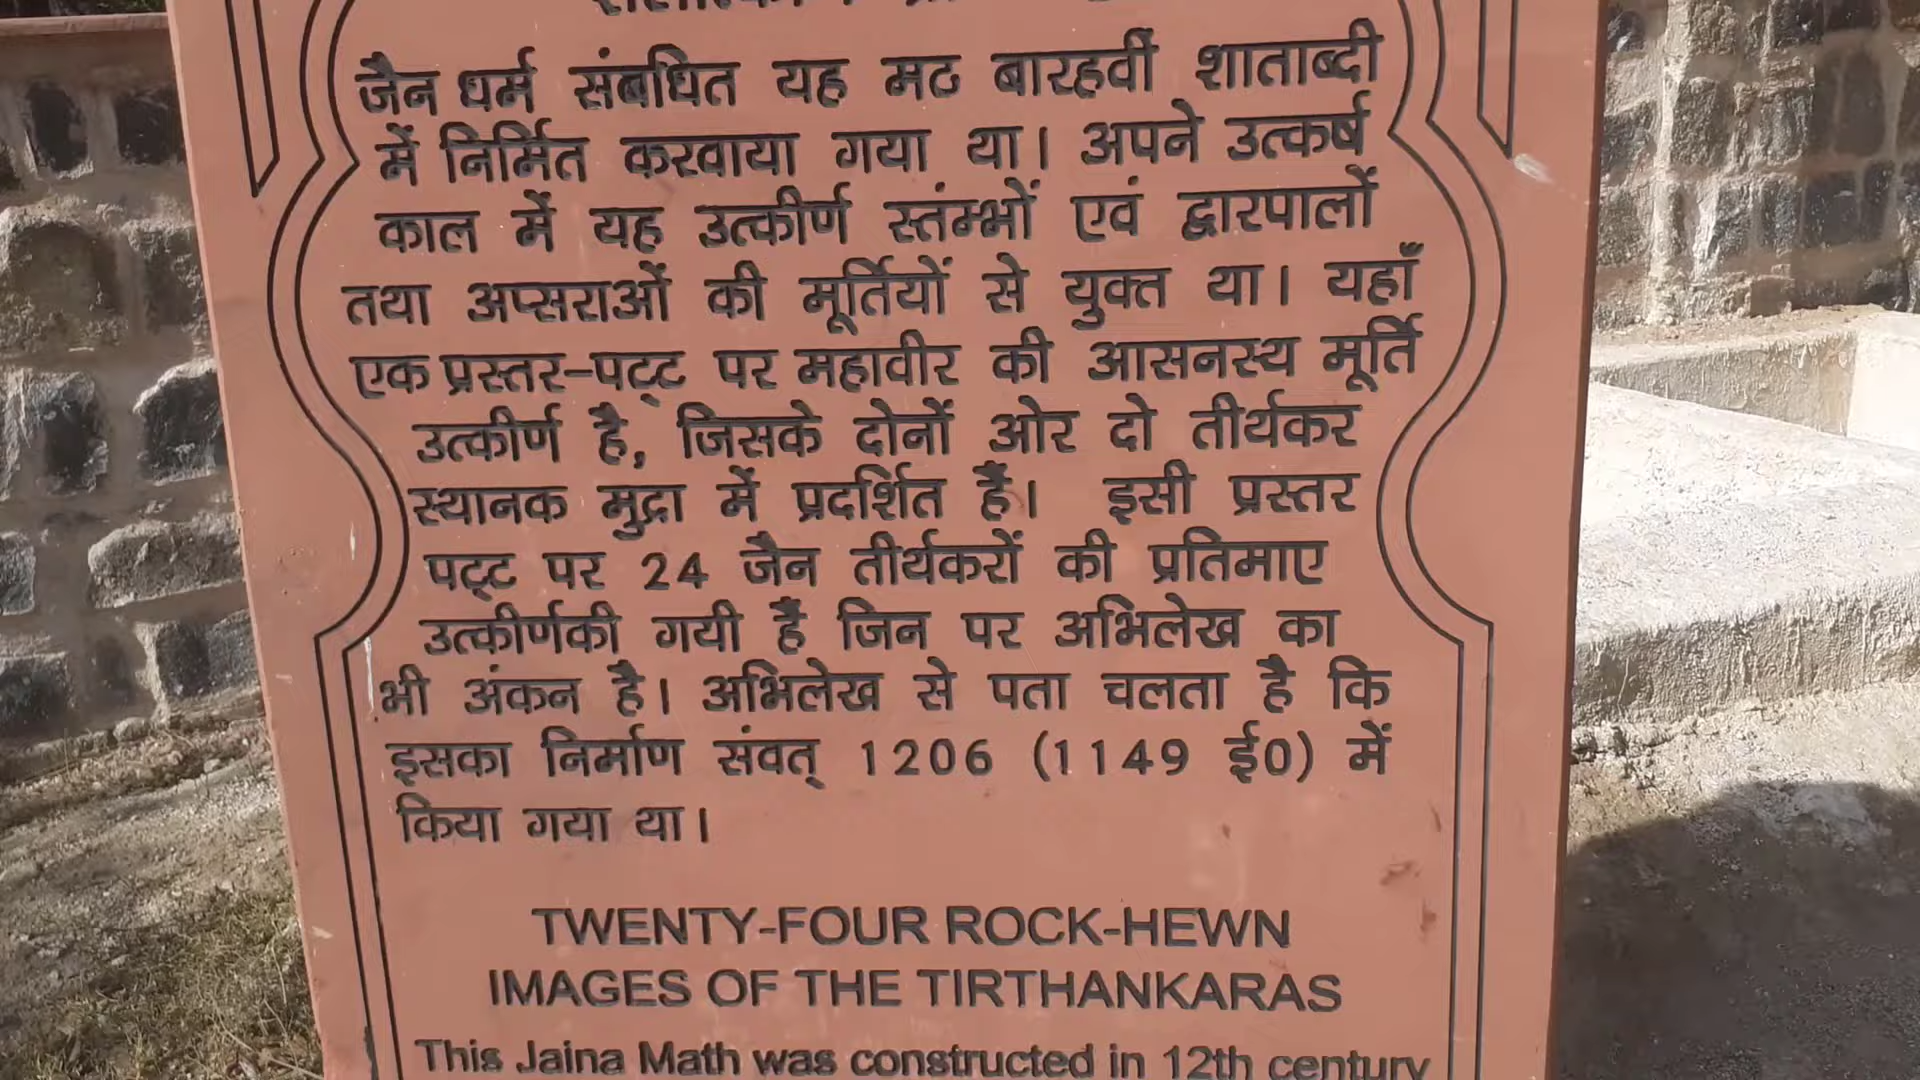 जैन धर्म संबधित यह मठ बारहवीं शाताब्दी
में निर्मित करवाया गया था। अपने उत्कर्ष
काल में यह उत्कीर्ण स्तंम्भों एवं द्वारपालों
तथा अप्सराओं की मूर्तियों से युक्त था। यहाँ
एक प्रस्तर-पट्ट पर महावीर की आसनस्थ मूर्ति
उत्कीर्ण है, जिसके दोनों ओर दो तीर्थकर
स्थानक मुद्रा में प्रदर्शित हैं। इसी प्रस्तर
पट्ट पर 24 जैन तीर्थकरों की प्रतिमाए
उत्कीर्णकी गयी हैं जिन पर अभिलेख का
भी अंकन है। अभिलेख से पता चलता है कि
इसका निर्माण संवत् 1206 (1149 ई0) में
किया गया था।
TWENTY-FOUR ROCK-HEWN
IMAGES OF THE TIRTHANKARAS
This Jaina Math was constructed in 12th century